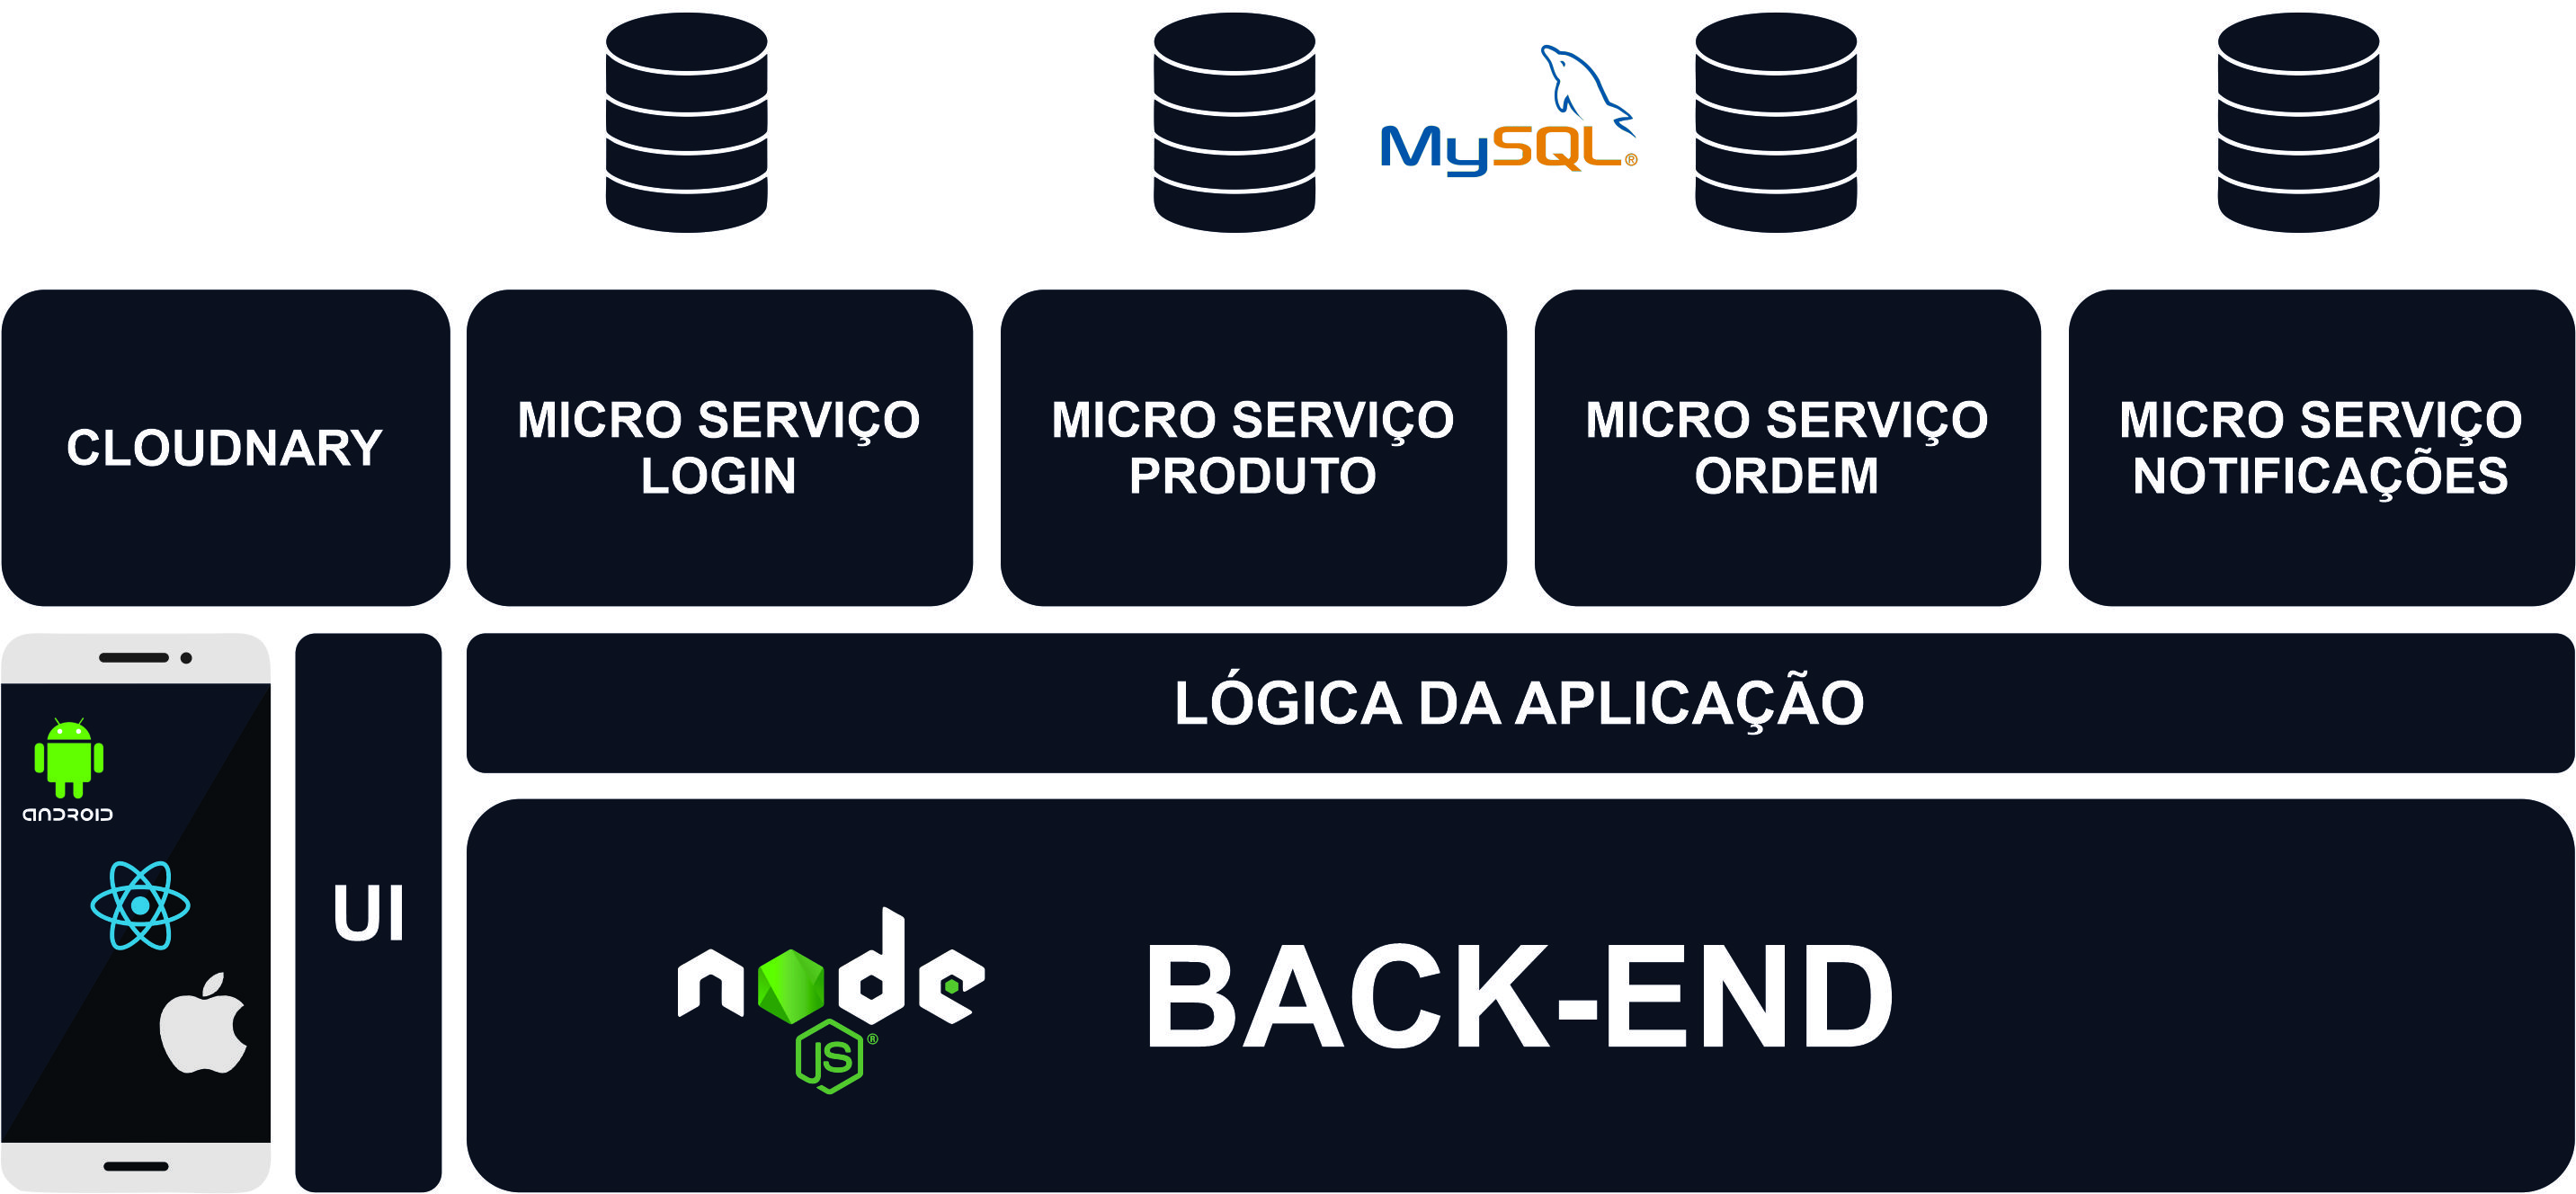 MySQL®
CLOUDNARY
MICRO SERVIÇO
LOGIN
MICRO SERVIÇO
PRODUTO
MICRO SERVIÇO
ORDEM
MICRO SERVIÇO
NOTIFICAÇÕES
LÓGICA DA APLICAÇÃO
ANDROID
UI
node
JS®
BACK-END